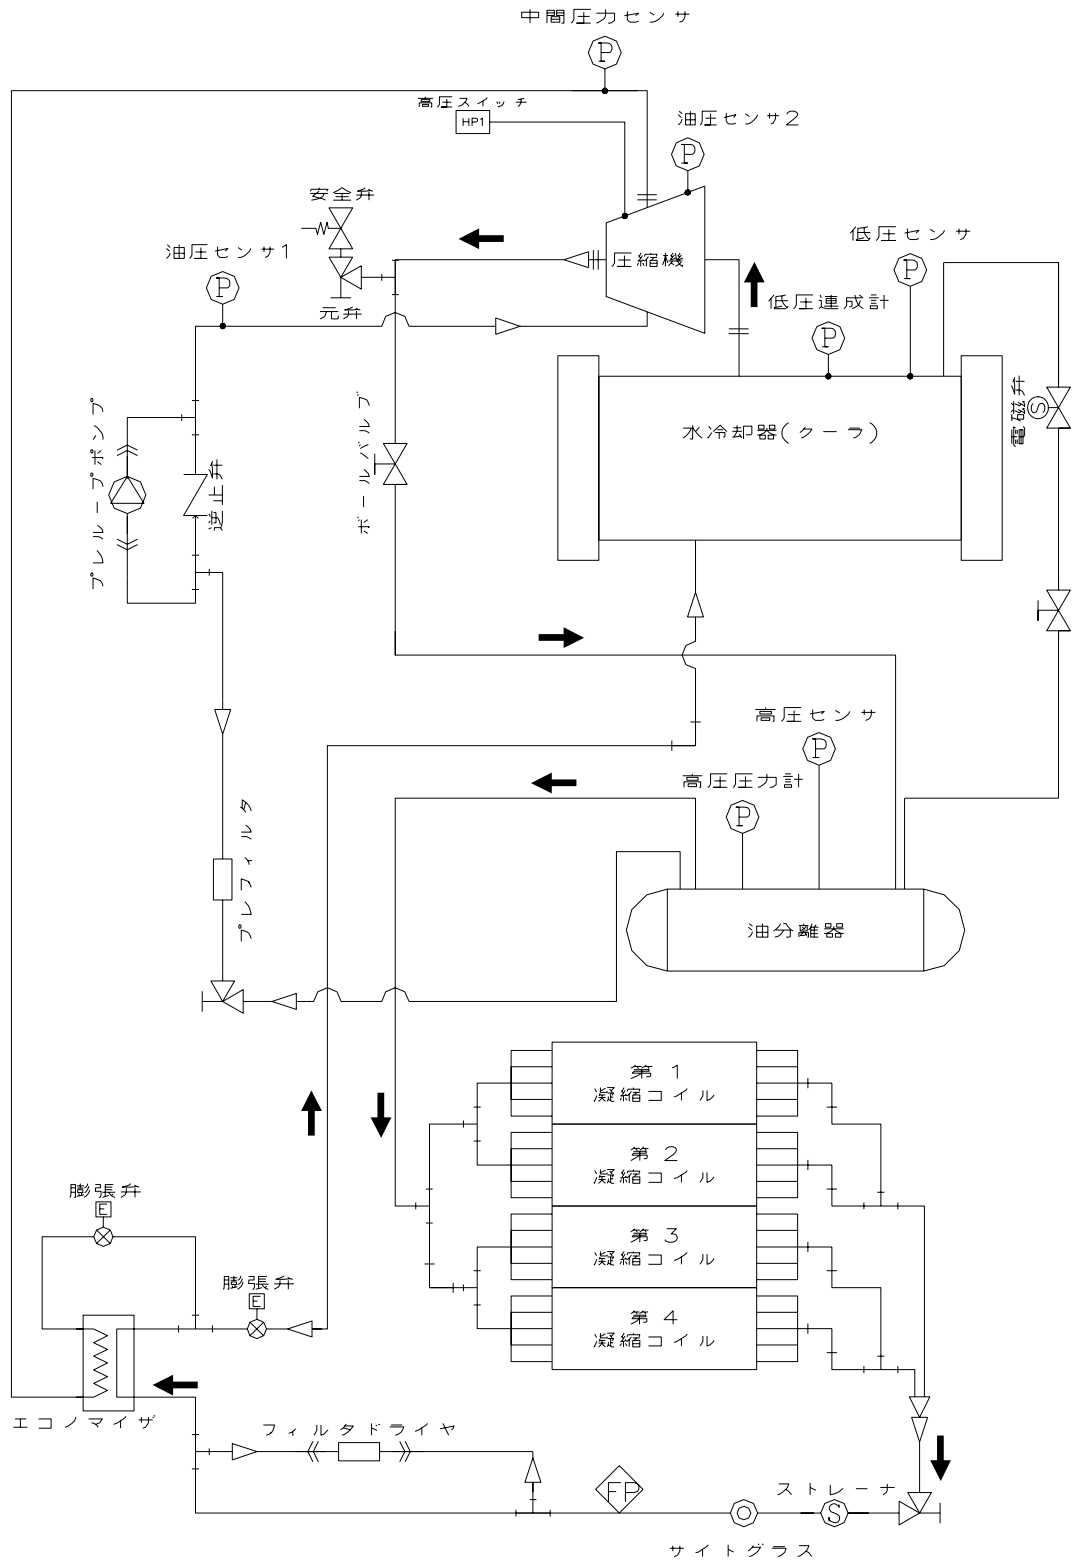 中間圧力センサ
P
高圧スイッチ
HP1
油圧センサ2
P
安全弁
油圧センサ1
P
圧縮機
低圧センサ
P
元弁
低圧連成計
P
電磁弁
S
プレルーブポンプ
逆止弁
ボールバルブ
水冷却器(クーラ)
高圧センサ
P
高圧圧力計
P
プレフィルタ
油分離器
第 1
凝縮コイル
第 2
凝縮コイル
第 3
凝縮コイル
第 4
凝縮コイル
膨張弁
E
膨張弁
E
エコノマイザ
フィルタドライヤ
FP
ストレーナ
S
サイトグラス